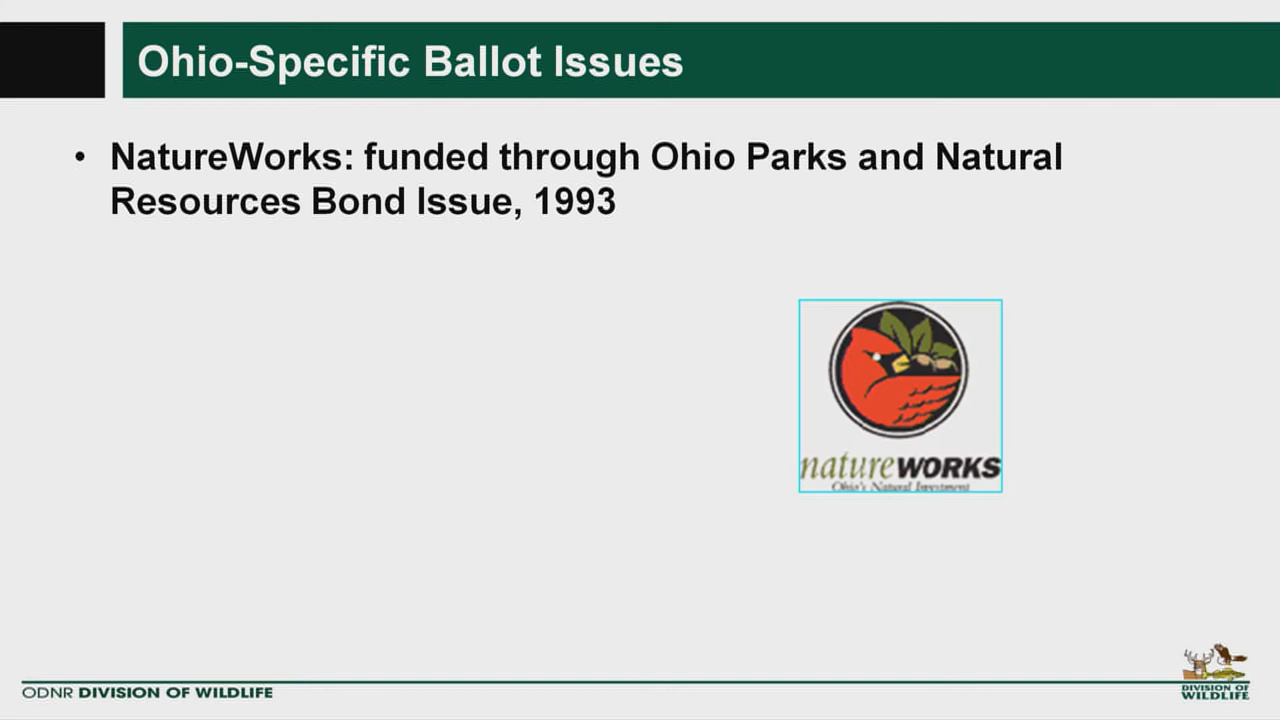 Ohio-Specific Ballot Issues
• NatureWorks: funded through Ohio Parks and Natural
Resources Bond Issue, 1993
natureWORKS
Ohio's Natural Investment
ODNR DIVISION OF WILDLIFE
DIVISION OF
WILDLIFE